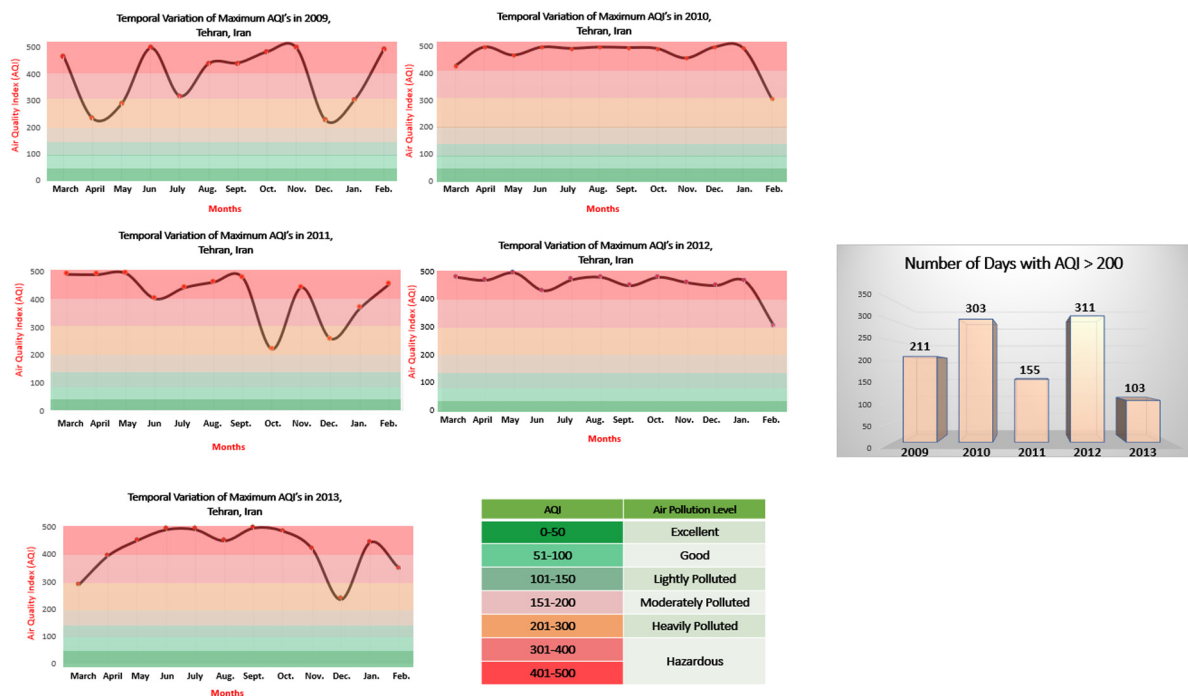 Temporal Variation of Maximum AQI's in 2009,
Tehran, Iran
Air Quality Index (AQI)
500
400
300
200
100
0
March April May Jun July Aug. Sept. Oct. Nov. Dec. Jan. Feb.
Months
Temporal Variation of Maximum AQI's in 2010,
Tehran, Iran
Air Quality Index (AQI)
500
400
300
200
100
0
March April May Jun July Aug. Sept. Oct. Nov. Dec. Jan. Feb.
Months
Temporal Variation of Maximum AQI's in 2011,
Tehran, Iran
Air Quality Index (AQI)
500
400
300
200
100
0
March April May Jun July Aug. Sept. Oct. Nov. Dec. Jan. Feb.
Months
Temporal Variation of Maximum AQI's in 2012,
Tehran, Iran
Air Quality Index (AQI)
500
400
300
200
100
0
March April May Jun July Aug. Sept. Oct. Nov. Dec. Jan. Feb.
Months
Number of Days with AQI > 200
350
300
250
200
150
100
50
0
211 303 155 311 103
2009 2010 2011 2012 2013
Temporal Variation of Maximum AQI's in 2013,
Tehran, Iran
Air Quality Index (AQI)
500
400
300
200
100
0
March April May Jun July Aug. Sept. Oct. Nov. Dec. Jan. Feb.
Months
AQI Air Pollution Level
0-50 Excellent
51-100 Good
101-150 Lightly Polluted
151-200 Moderately Polluted
201-300 Heavily Polluted
301-400
Hazardous
401-500